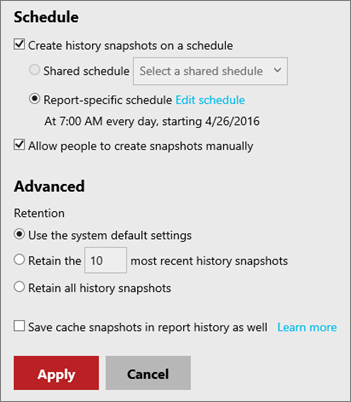 Schedule
Create history snapshots on a schedule
Shared schedule Select a shared shedule
Report-specific schedule Edit schedule
At 7:00 AM every day, starting 4/26/2016
Allow people to create snapshots manually
Advanced
Retention
Use the system default settings
Retain the 10 most recent history snapshots
Retain all history snapshots
Save cache snapshots in report history as well Learn more
Apply Cancel